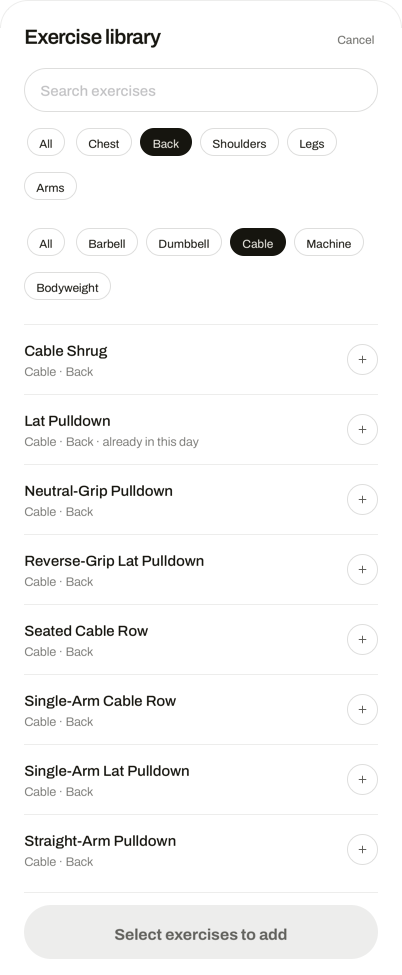 Exercise library
Cancel
Search exercises
All Chest Back Shoulders Legs
Arms
All Barbell Dumbbell Cable Machine
Bodyweight
Cable Shrug
Cable · Back
+
Lat Pulldown
Cable · Back · already in this day
+
Neutral-Grip Pulldown
Cable · Back
+
Reverse-Grip Lat Pulldown
Cable · Back
+
Seated Cable Row
Cable · Back
+
Single-Arm Cable Row
Cable · Back
+
Single-Arm Lat Pulldown
Cable · Back
+
Straight-Arm Pulldown
Cable · Back
+
Select exercises to add